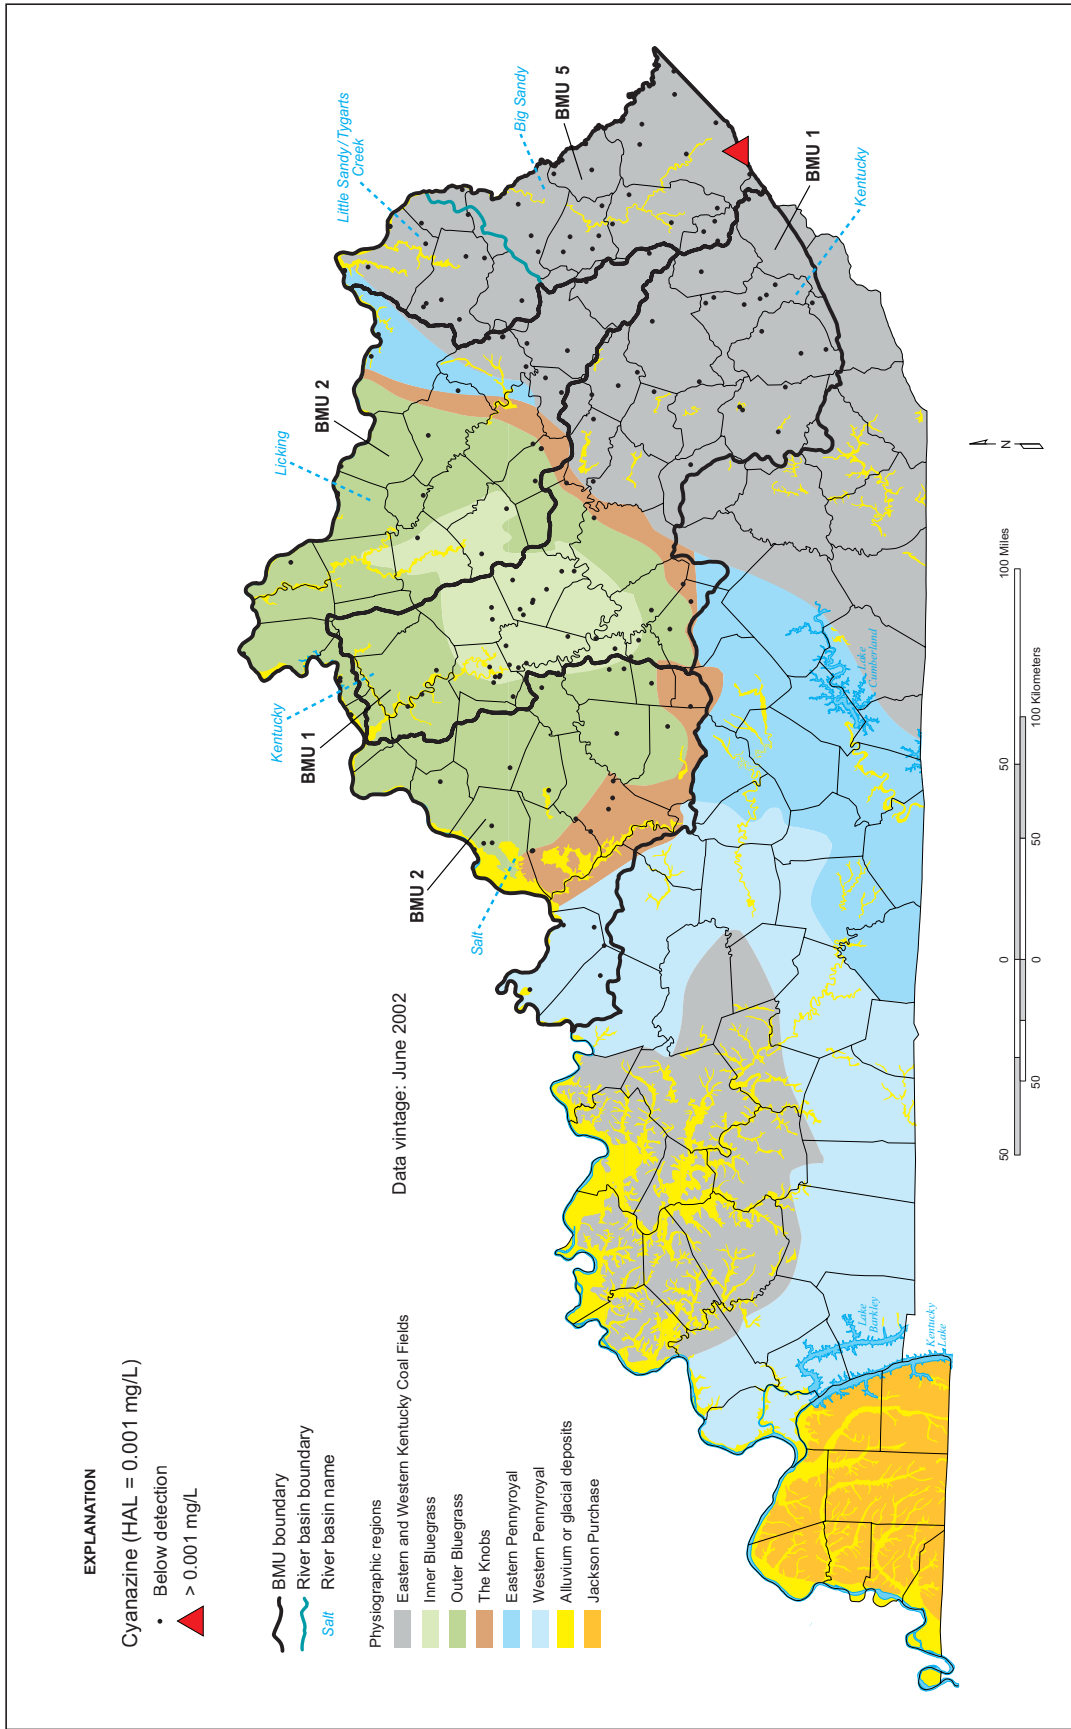 EXPLANATION
Cyanazine (HAL = 0.001 mg/L)
Below detection
> 0.001 mg/L
BMU boundary
River basin boundary
Salt River basin name
Physiographic regions
Eastern and Western Kentucky Coal Fields
Inner Bluegrass
Outer Bluegrass
The Knobs
Eastern Pennyroyal
Western Pennyroyal
Alluvium or glacial deposits
Jackson Purchase
Data vintage: June 2002
Salt
BMU 2
BMU 1
Kentucky
Licking
BMU 2
Little Sandy/Tygarts
Creek
Big Sandy
BMU 5
BMU 1
Kentucky
Lake
Cumberland
Lake
Barkley
Kentucky
Lake
N
50 0 50 100 Miles
50 0 50 100 Kilometers